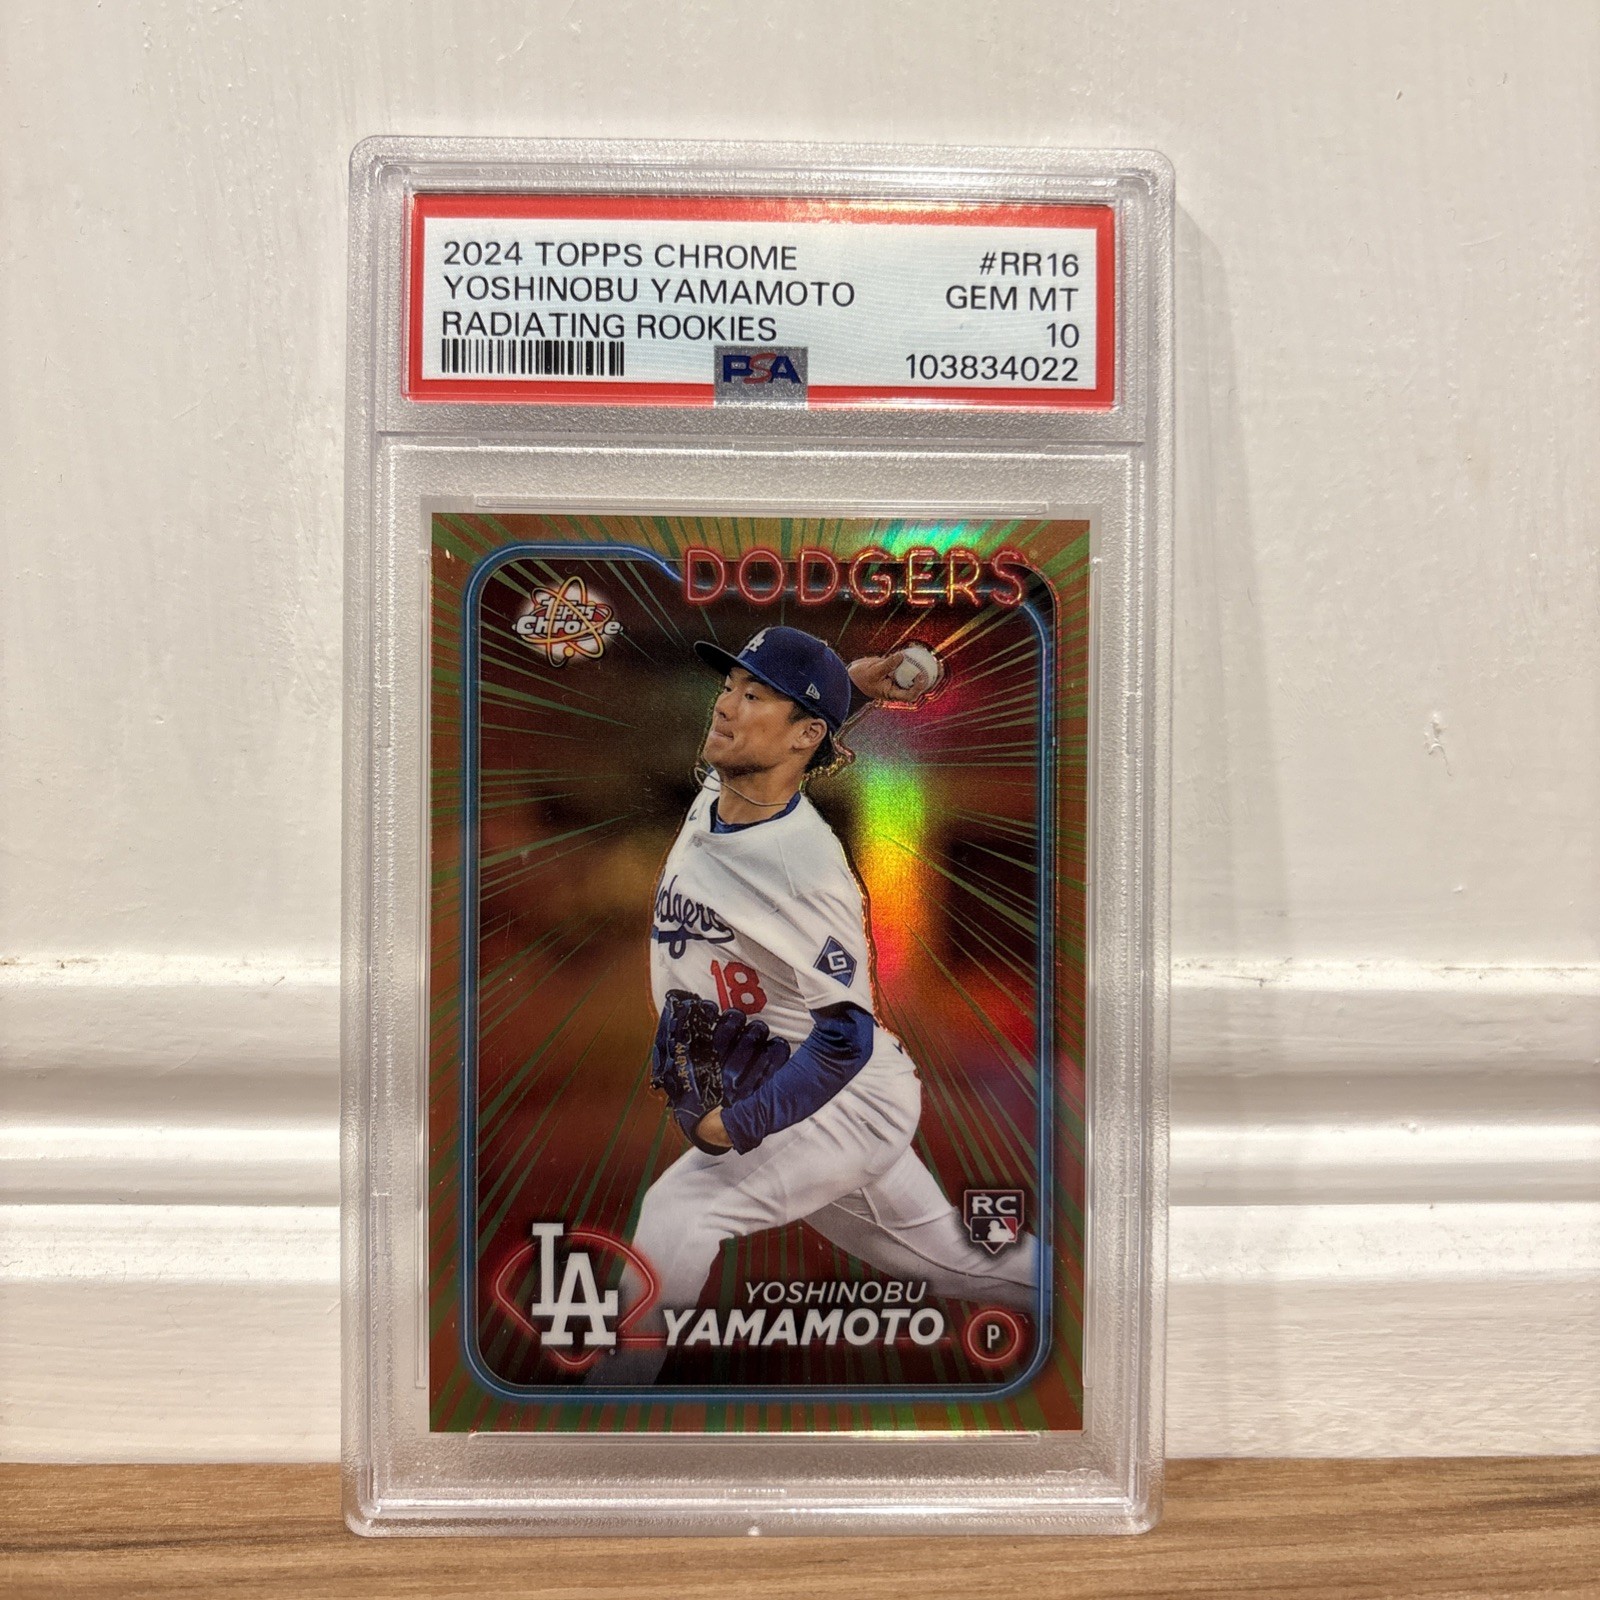 2024 TOPPS CHROME #RR16
YOSHINOBU YAMAMOTO GEM MT
RADIATING ROOKIES 10
PSA 103834022
DODGERS
Topps
Chrome
LA
Dodgers
G
18
RC
LA
YOSHINOBU
YAMAMOTO P